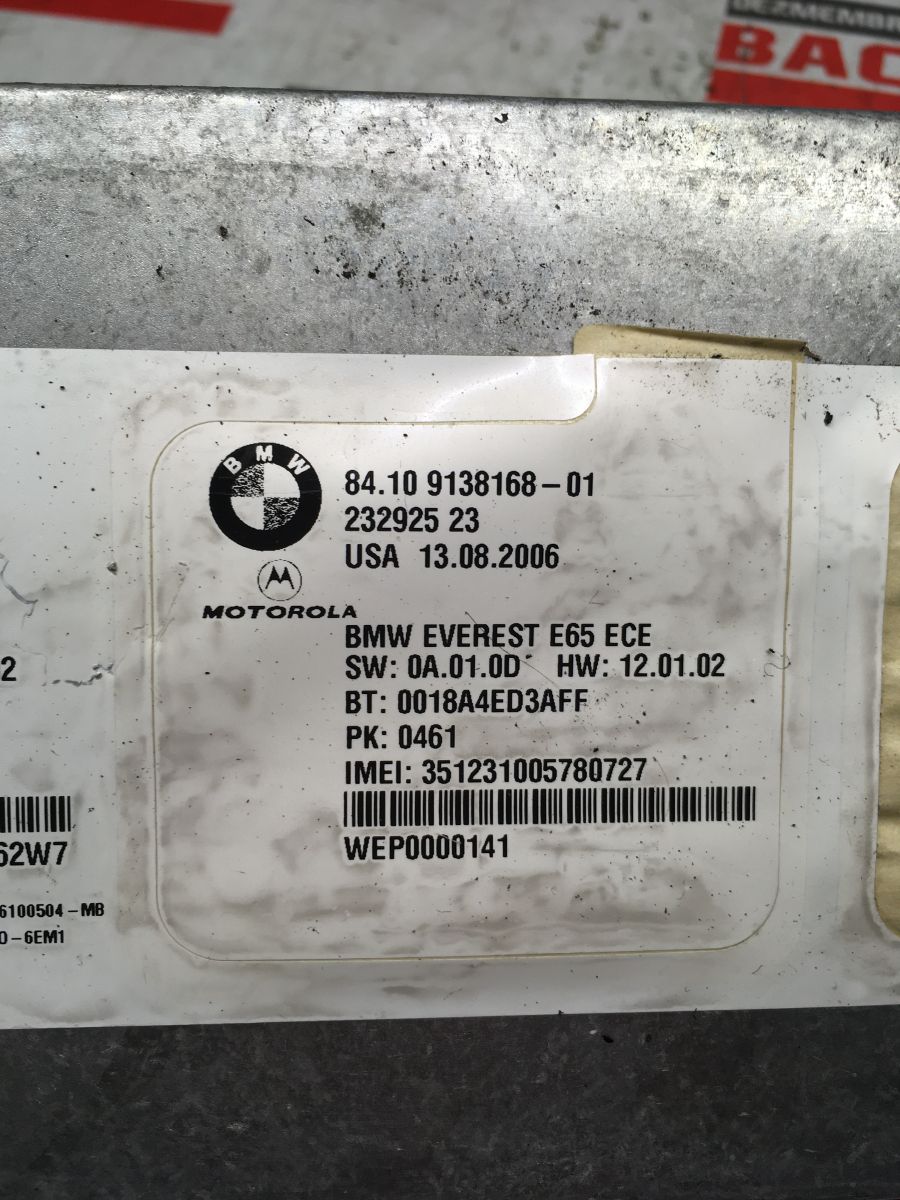 DEZMEMBR
BAC
BMW
84.10 9138168-01
232925 23
USA 13.08.2006
MOTOROLA
BMW EVEREST E65 ECE
SW: 0A.01.0D HW: 12.01.02
BT: 0018A4ED3AFF
PK: 0461
IMEI: 351231005780727
WEP0000141
2
62W7
6100504-MB
0-6EM1